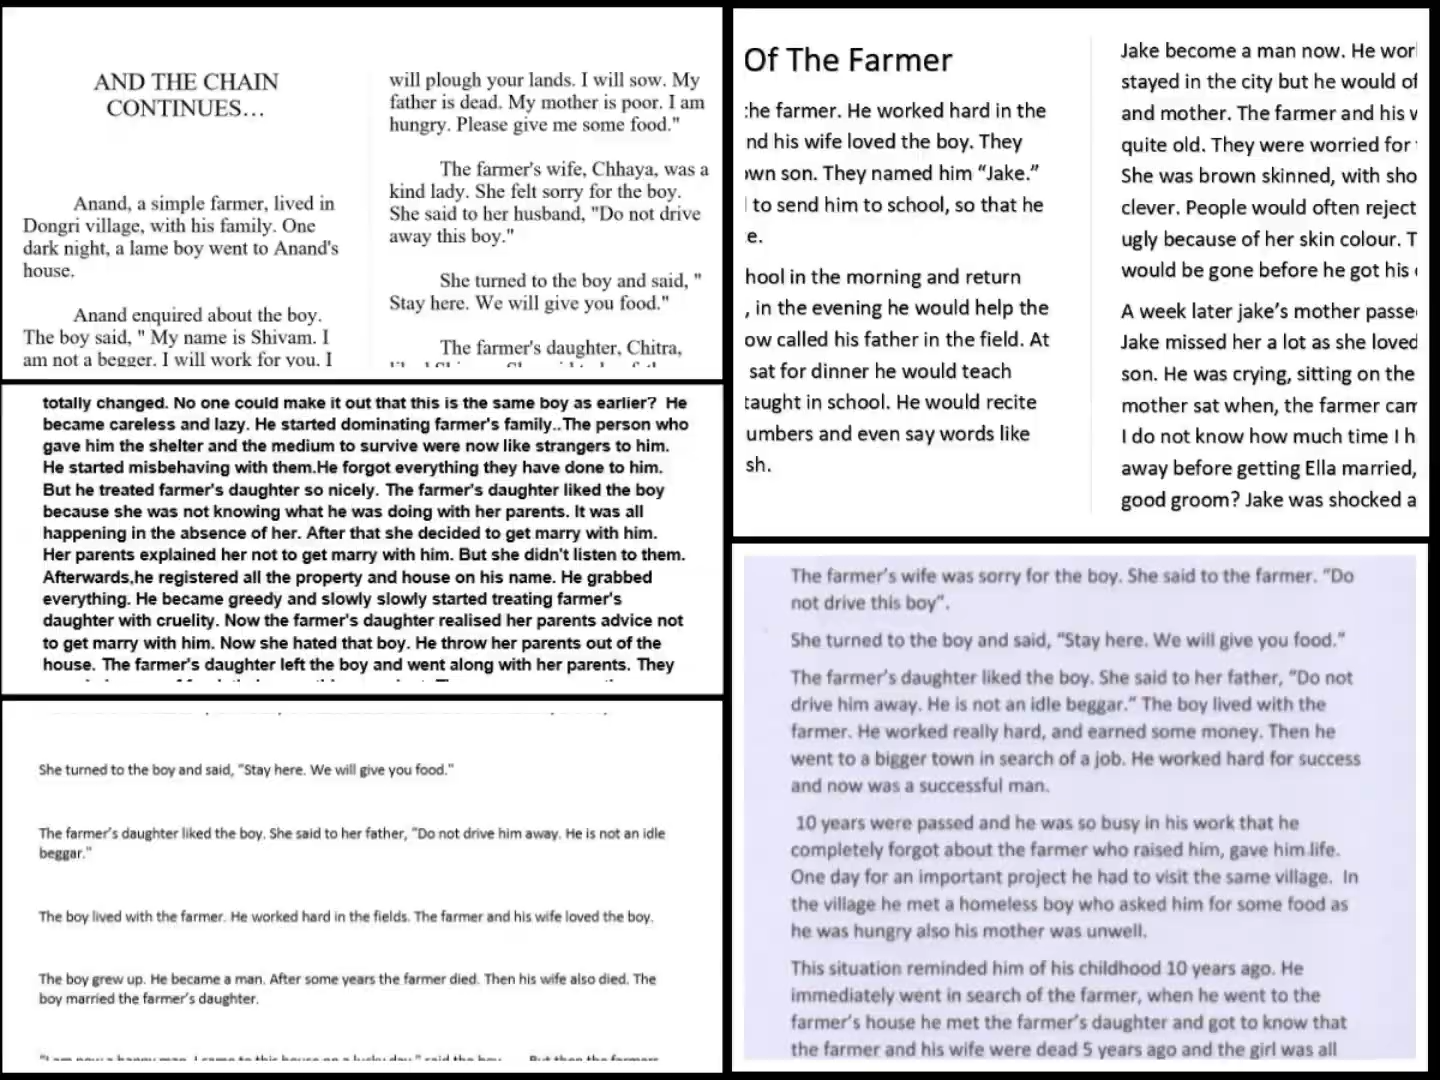 AND THE CHAIN
CONTINUES…
Anand, a simple farmer, lived in
Dongri village, with his family. One
dark night, a lame boy went to Anand's
house.
Anand enquired about the boy.
The boy said, " My name is Shivam. I
am not a begger. I will work for you. I
will plough your lands. I will sow. My
father is dead. My mother is poor. I am
hungry. Please give me some food."
The farmer's wife, Chhaya, was a
kind lady. She felt sorry for the boy.
She said to her husband, "Do not drive
away this boy."
She turned to the boy and said, "
Stay here. We will give you food."
The farmer's daughter, Chitra,
totally changed. No one could make it out that this is the same boy as earlier? He
became careless and lazy. He started dominating farmer's family..The person who
gave him the shelter and the medium to survive were now like strangers to him.
He started misbehaving with them.He forgot everything they have done to him.
But he treated farmer's daughter so nicely. The farmer's daughter liked the boy
because she was not knowing what he was doing with her parents. It was all
happening in the absence of her. After that she decided to get marry with him.
Her parents explained her not to get marry with him. But she didn't listen to them.
Afterwards,he registered all the property and house on his name. He grabbed
everything. He became greedy and slowly slowly started treating farmer's
daughter with cruelity. Now the farmer's daughter realised her parents advice not
to get marry with him. Now she hated that boy. He throw her parents out of the
house. The farmer's daughter left the boy and went along with her parents. They
She turned to the boy and said, "Stay here. We will give you food."
The farmer's daughter liked the boy. She said to her father, "Do not drive him away. He is not an idle
beggar."
The boy lived with the farmer. He worked hard in the fields. The farmer and his wife loved the boy.
The boy grew up. He became a man. After some years the farmer died. Then his wife also died. The
boy married the farmer's daughter.
"I am now a happy man. I came to this house on a lucky day," said the boy. But then the farmers
Of The Farmer
the farmer. He worked hard in the
nd his wife loved the boy. They
own son. They named him “Jake.”
to send him to school, so that he
e.
hool in the morning and return
, in the evening he would help the
ow called his father in the field. At
sat for dinner he would teach
taught in school. He would recite
umbers and even say words like
sh.
Jake become a man now. He wor
stayed in the city but he would of
and mother. The farmer and his w
quite old. They were worried for
She was brown skinned, with sho
clever. People would often reject
ugly because of her skin colour. T
would be gone before he got his
A week later jake’s mother passe
Jake missed her a lot as she loved
son. He was crying, sitting on the
mother sat when, the farmer cam
I do not know how much time I h
away before getting Ella married,
good groom? Jake was shocked a
The farmer's wife was sorry for the boy. She said to the farmer. “Do
not drive this boy”.
She turned to the boy and said, “Stay here. We will give you food.”
The farmer's daughter liked the boy. She said to her father, “Do not
drive him away. He is not an idle beggar.” The boy lived with the
farmer. He worked really hard, and earned some money. Then he
went to a bigger town in search of a job. He worked hard for success
and now was a successful man.
10 years were passed and he was so busy in his work that he
completely forgot about the farmer who raised him, gave him life.
One day for an important project he had to visit the same village. In
the village he met a homeless boy who asked him for some food as
he was hungry also his mother was unwell.
This situation reminded him of his childhood 10 years ago. He
immediately went in search of the farmer, when he went to the
farmer's house he met the farmer's daughter and got to know that
the farmer and his wife were dead 5 years ago and the girl was all